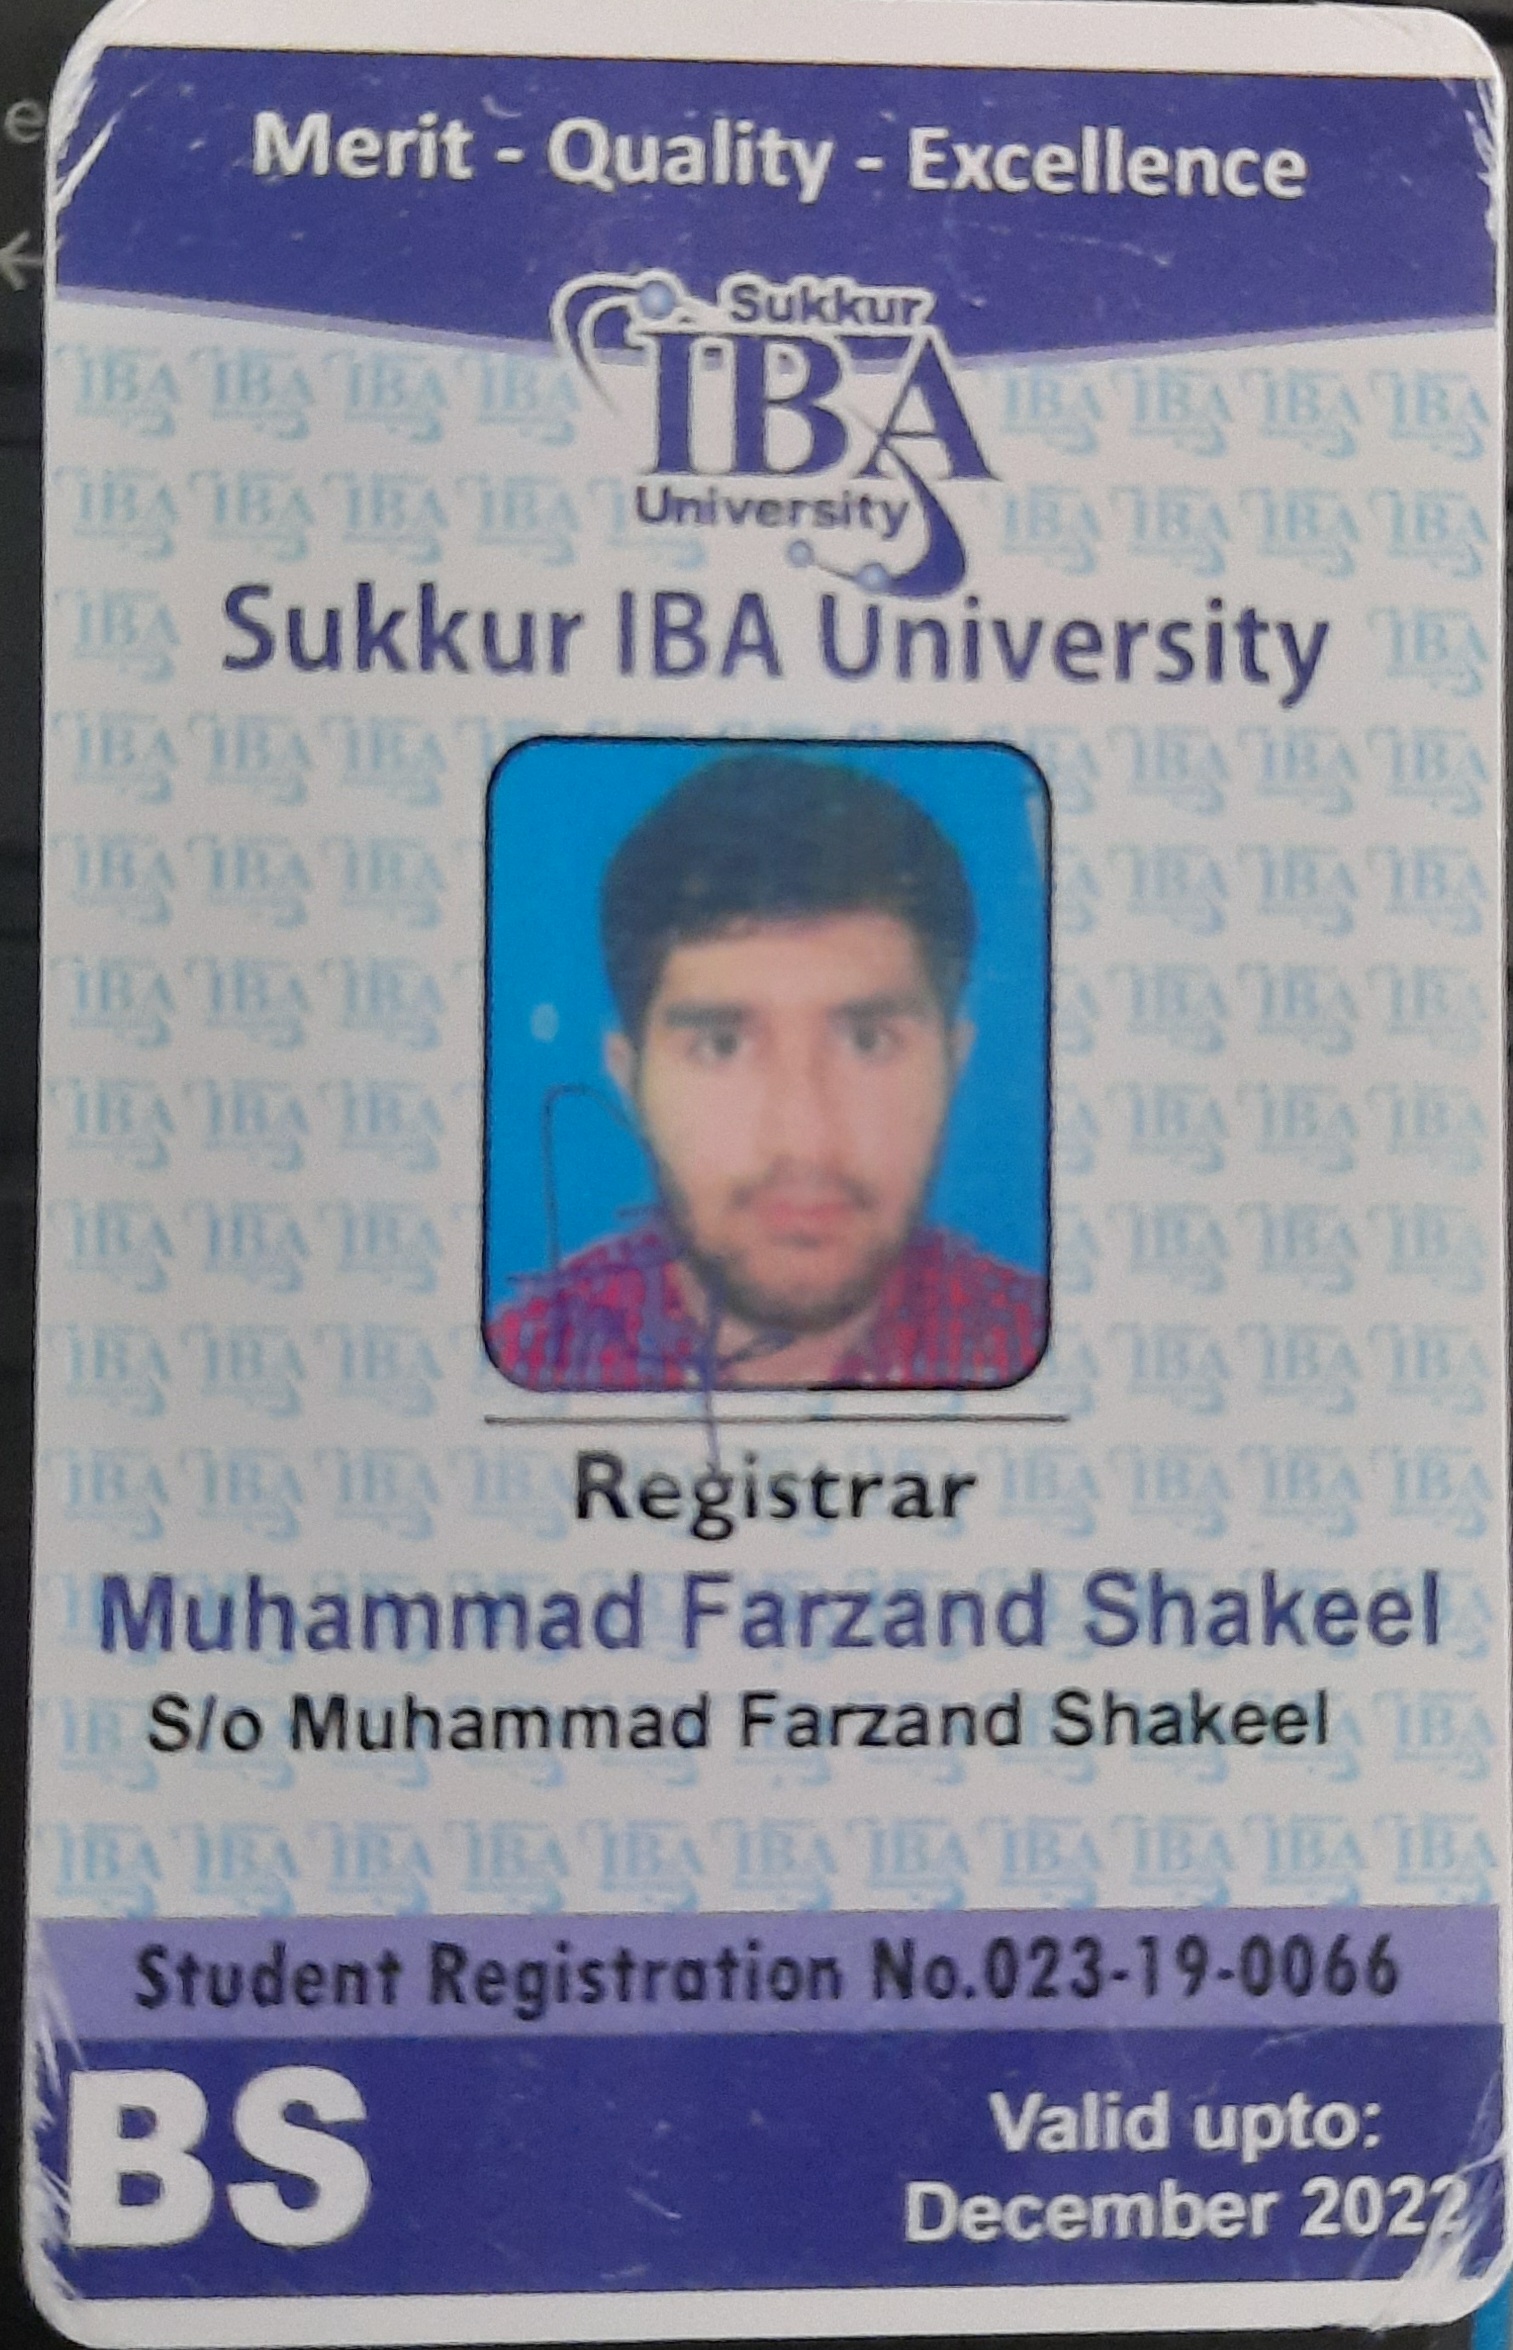 Merit - Quality - Excellence
Sukkur
IBA
University
Sukkur IBA University
Registrar
Muhammad Farzand Shakeel
S/o Muhammad Farzand Shakeel
Student Registration No.023-19-0066
BS
Valid upto:
December 2022